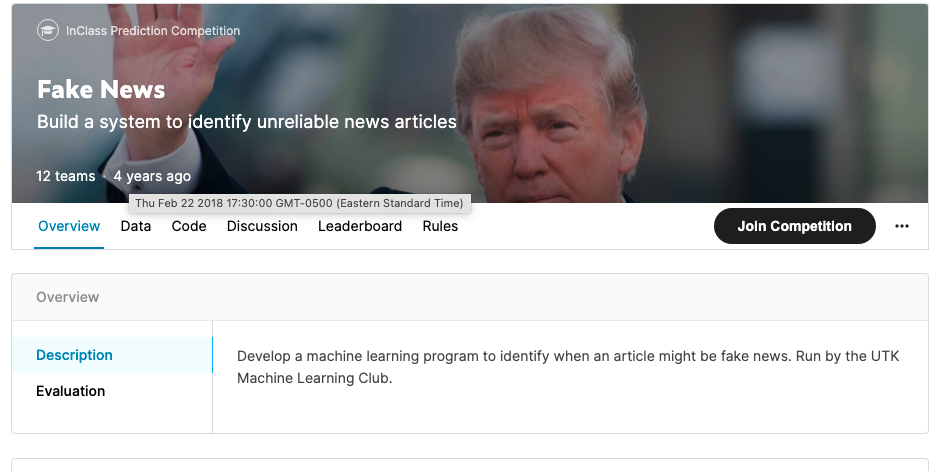 InClass Prediction Competition
Fake News
Build a system to identify unreliable news articles
12 teams · 4 years ago
Thu Feb 22 2018 17:30:00 GMT-0500 (Eastern Standard Time)
Overview Data Code Discussion Leaderboard Rules Join Competition •••
Overview
Description
Develop a machine learning program to identify when an article might be fake news. Run by the UTK
Machine Learning Club.
Evaluation